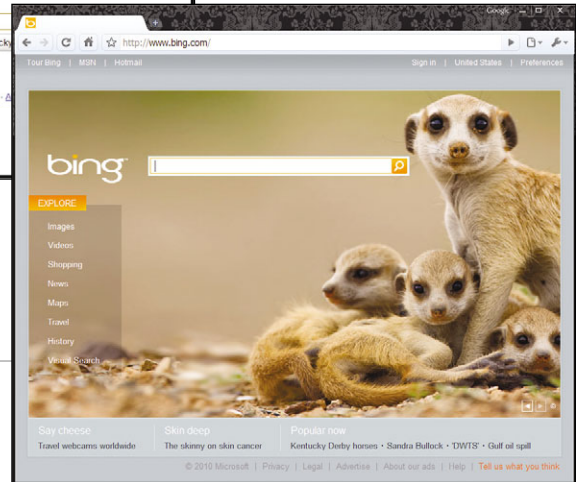 Google
http://www.bing.com/
Tour Bing | MSN | Hotmail
Sign in | United States | Preferences
bing
EXPLORE
Images
Videos
Shopping
News
Maps
Travel
History
Visual Search
Say cheese
Travel webcams worldwide
Skin deep
The skinny on skin cancer
Popular now
Kentucky Derby horses · Sandra Bullock · 'DWTS' · Gulf oil spill
© 2010 Microsoft | Privacy | Legal | Advertise | About our ads | Help | Tell us what you think